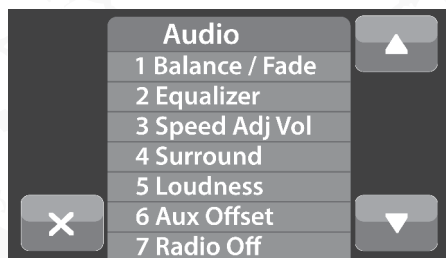 Audio
1 Balance / Fade
2 Equalizer
3 Speed Adj Vol
4 Surround
5 Loudness
6 Aux Offset
7 Radio Off